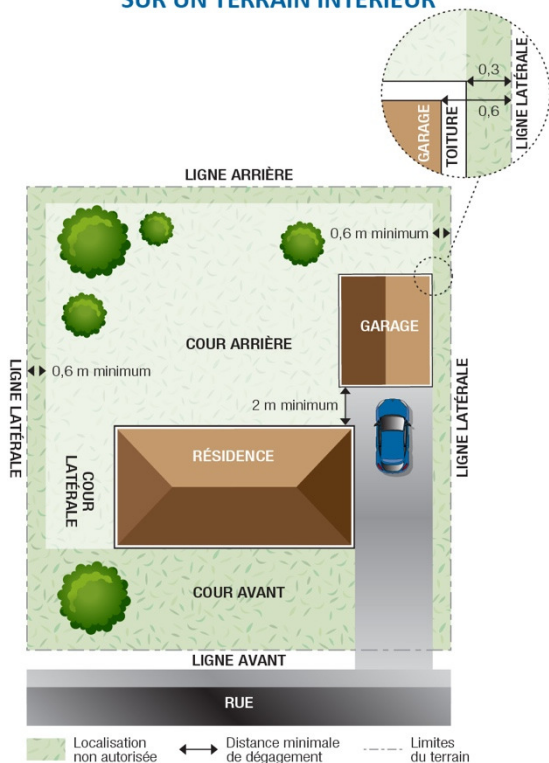 SUR UN TERRAIN INTÉRIEUR
0,3
0,6
GARAGE
TOITURE
LIGNE LATÉRALE
LIGNE ARRIÈRE
0,6 m minimum
GARAGE
COUR ARRIÈRE
LIGNE LATÉRALE
0,6 m minimum
2 m minimum
LIGNE LATÉRALE
RÉSIDENCE
COUR
LATÉRALE
COUR AVANT
LIGNE AVANT
RUE
Localisation
non autorisée
Distance minimale
de dégagement
Limites
du terrain